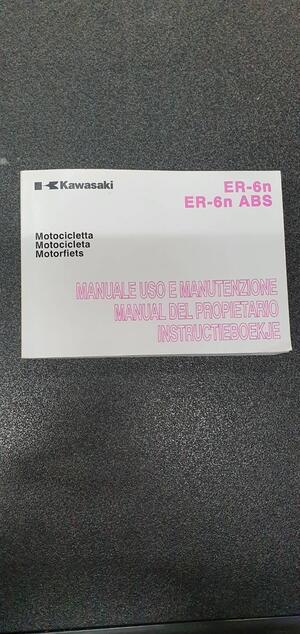 Kawasaki
ER-6n
ER-6n ABS
Motocicletta
Motocicleta
Motorfiets
MANUALE USO E MANUTENZIONE
MANUAL DEL PROPIETARIO
INSTRUCTIEBOEKJE